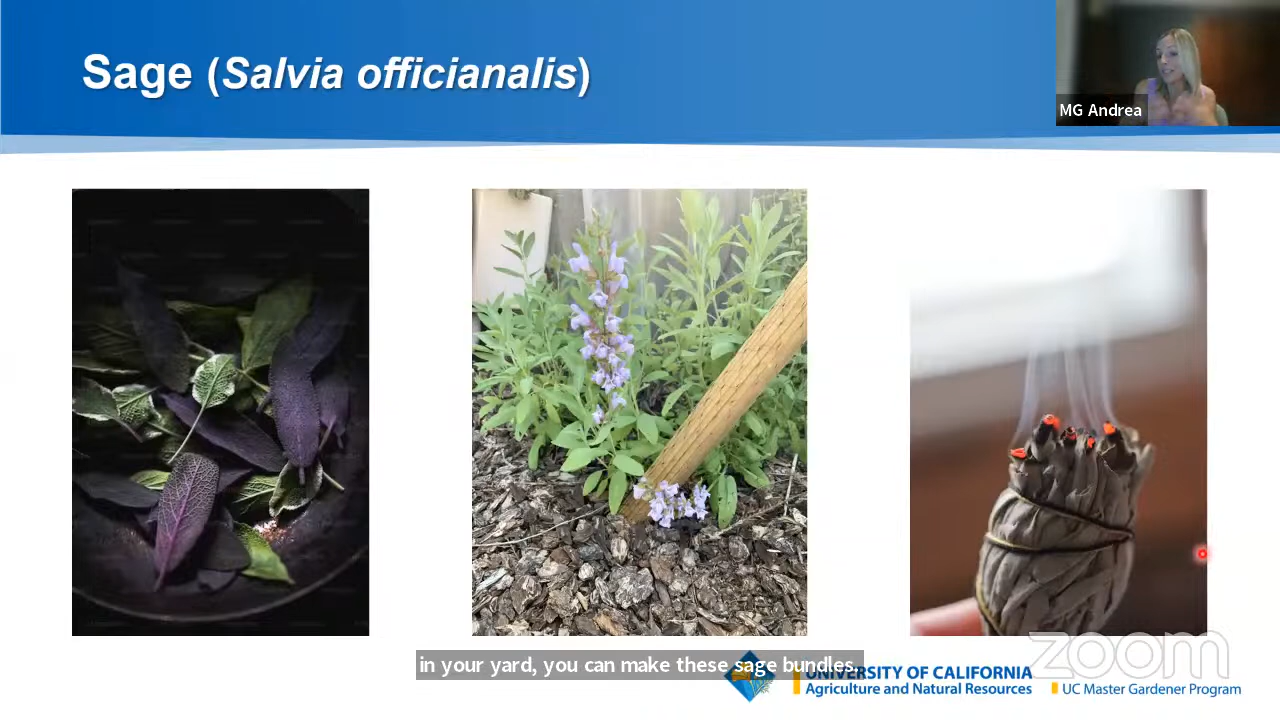 Sage (Salvia officianalis)
MG Andrea
in your yard, you can make these sage bundles.
UNIVERSITY OF CALIFORNIA
Agriculture and Natural Resources
UC Master Gardener Program
zoom